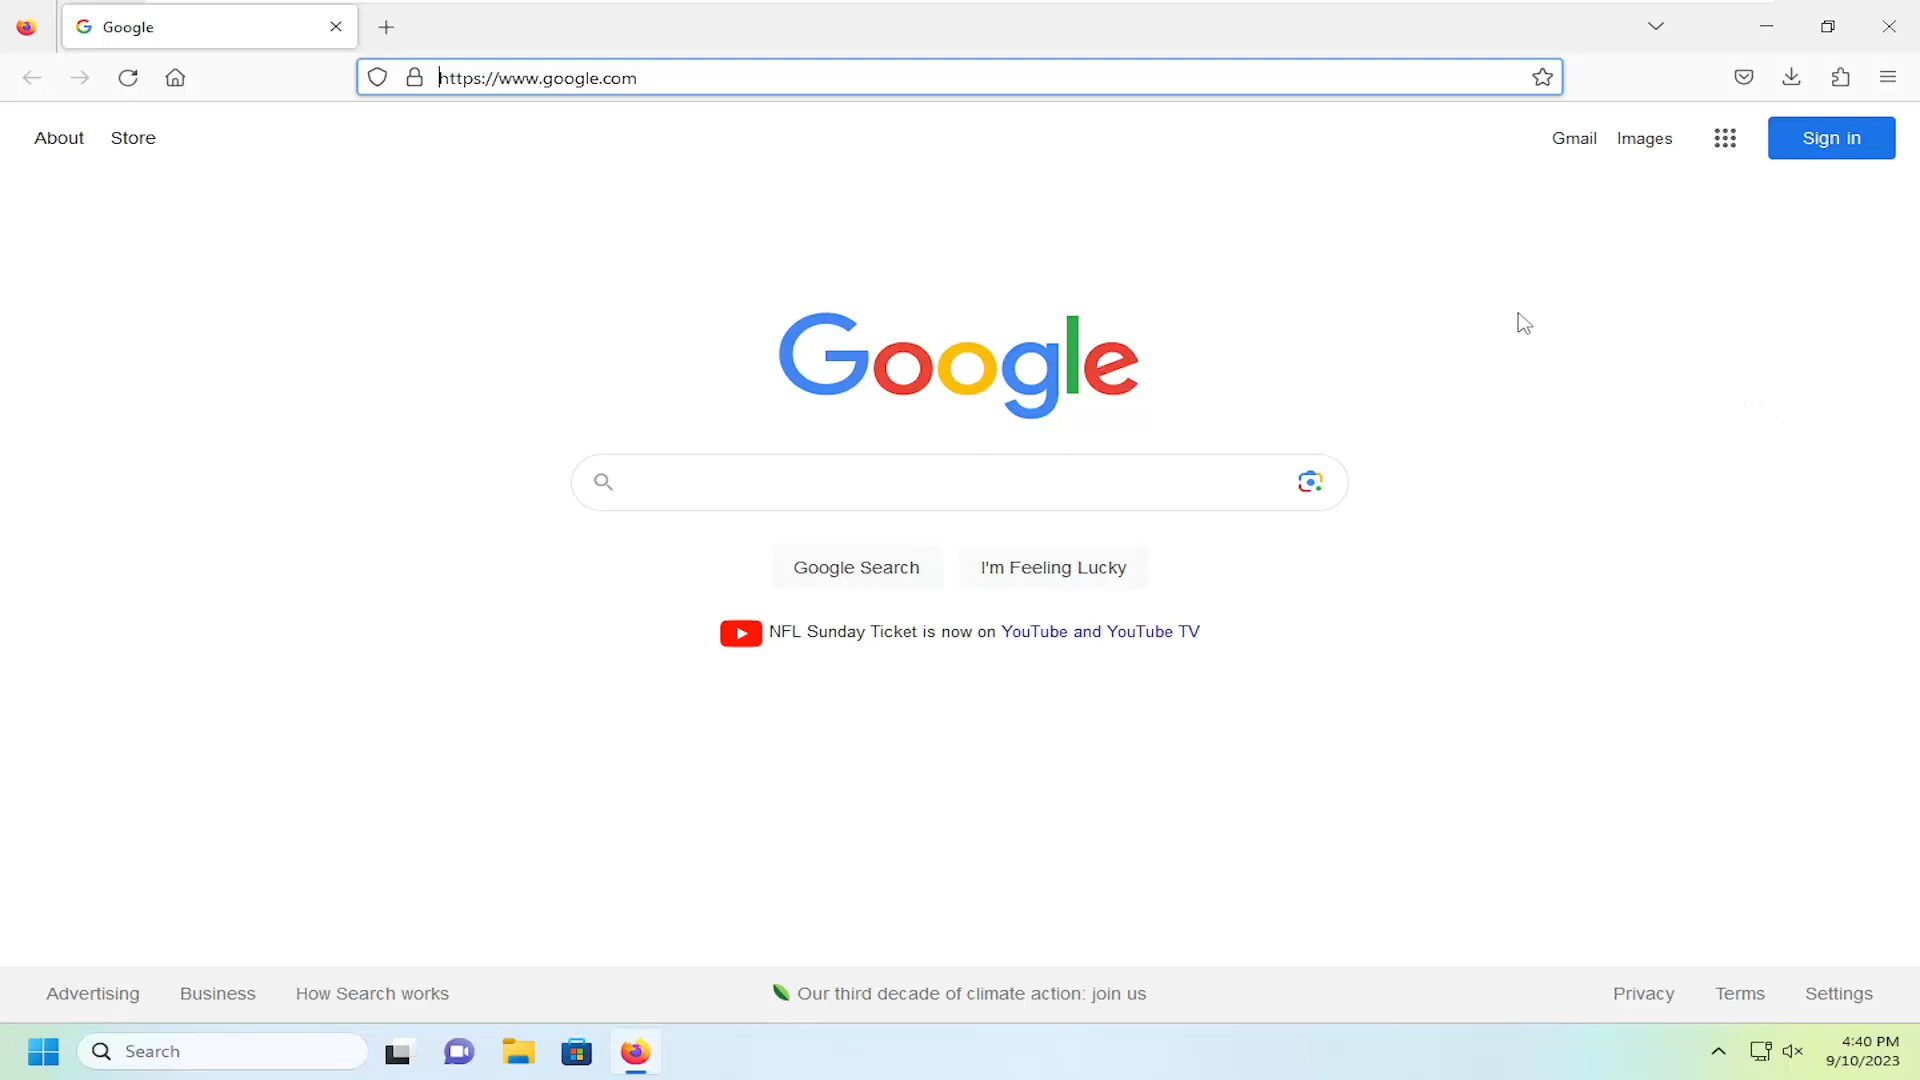 Google
https://www.google.com
About Store
Gmail Images Sign in
Google
Google Search I'm Feeling Lucky
NFL Sunday Ticket is now on YouTube and YouTube TV
Advertising Business How Search works
Our third decade of climate action: join us
Privacy Terms Settings
Search
4:40 PM
9/10/2023